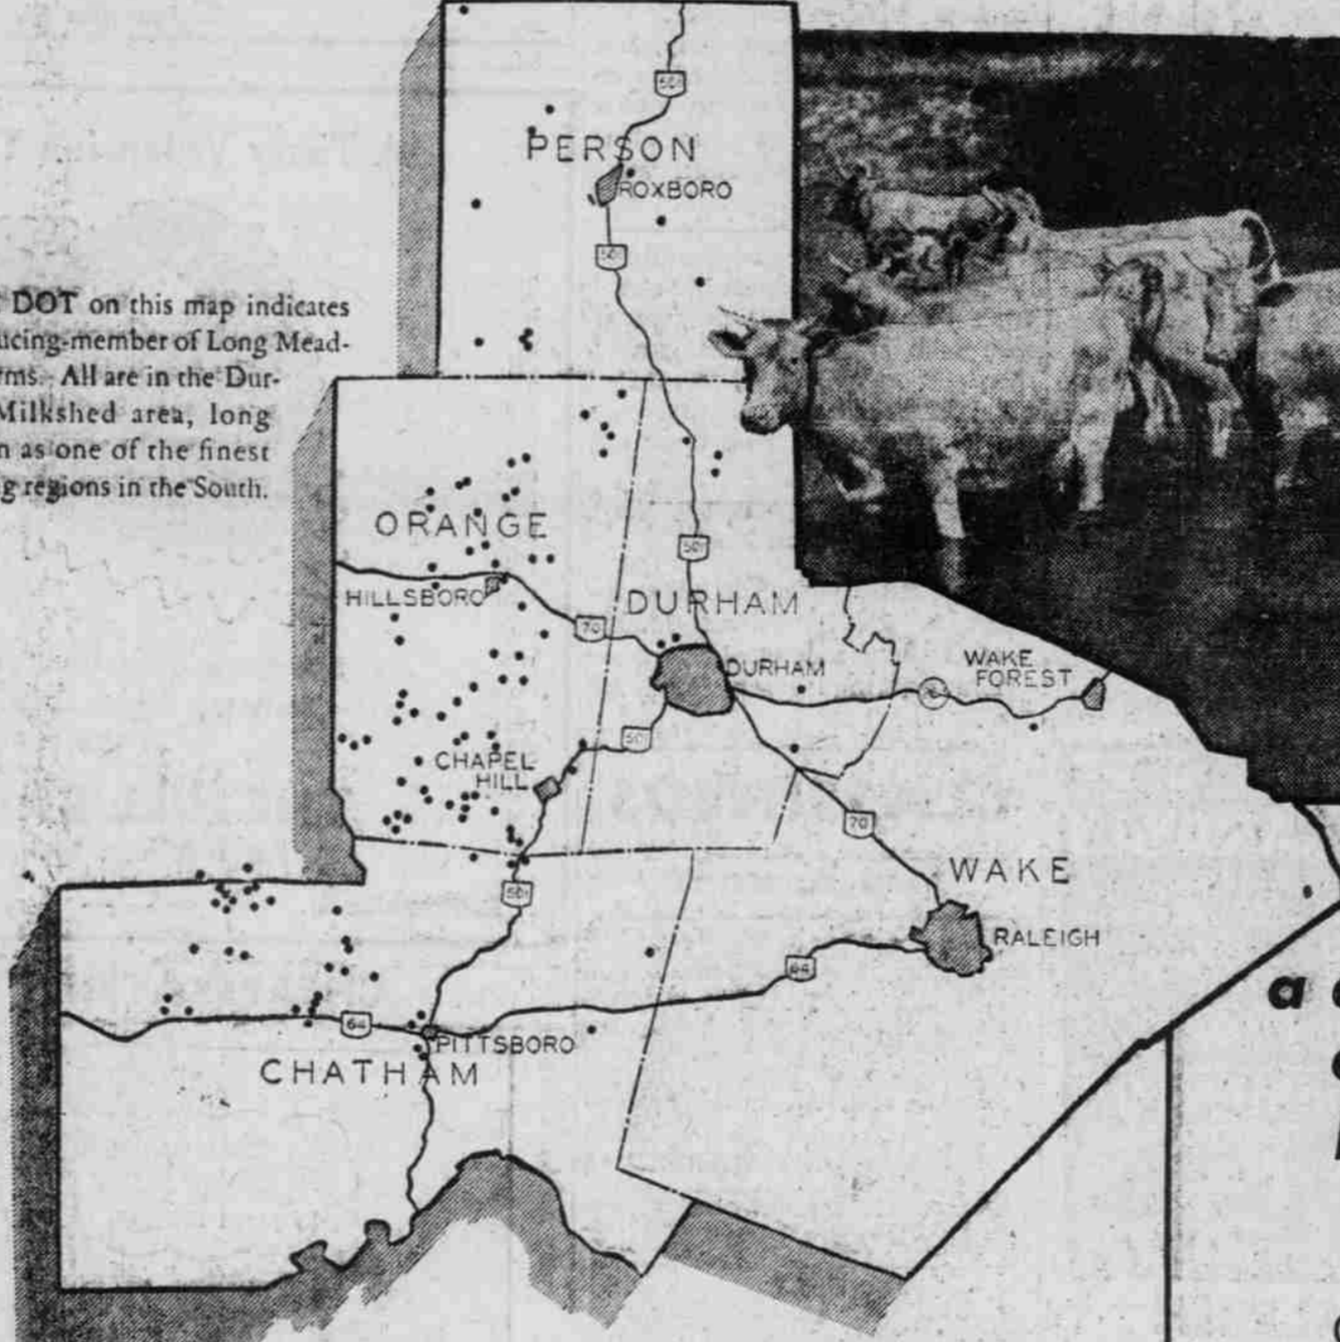 DOT on this map indicates
ucing-member of Long Mead-
rms. All are in the Dur-
Milkshed area, long
n as one of the finest
g regions in the South.
501
PERSON
ROXBORO
501
ORANGE
501
HILLSBORO
DURHAM
70
DURHAM
WAKE
FOREST
501
CHAPEL
HILL
70
WAKE
501
RALEIGH
64
a
64
PITTSBORO
CHATHAM